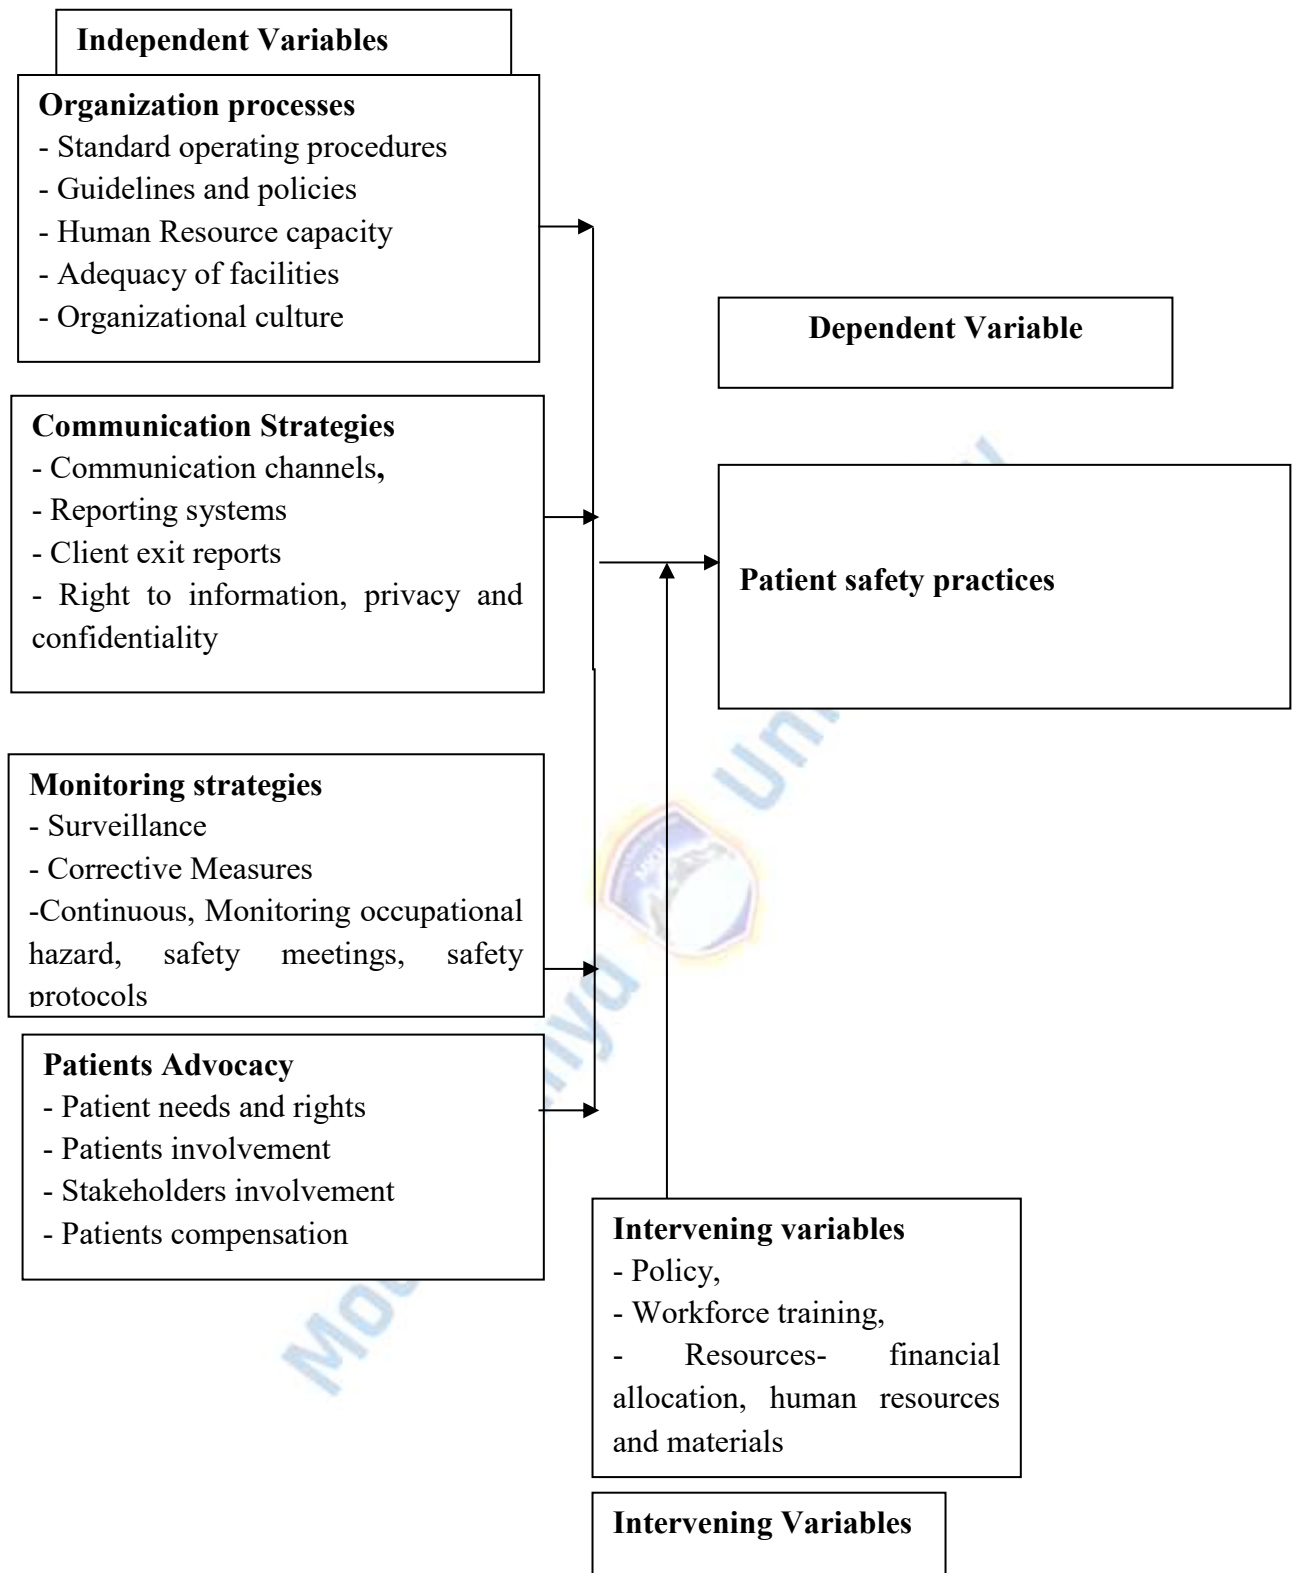 Independent Variables
Organization processes
- Standard operating procedures
- Guidelines and policies
- Human Resource capacity
- Adequacy of facilities
- Organizational culture
Dependent Variable
Communication Strategies
- Communication channels,
- Reporting systems
- Client exit reports
- Right to information, privacy and
confidentiality
Patient safety practices
Monitoring strategies
- Surveillance
- Corrective Measures
-Continuous, Monitoring occupational
hazard, safety meetings, safety
protocols
Patients Advocacy
- Patient needs and rights
- Patients involvement
- Stakeholders involvement
- Patients compensation
Intervening variables
- Policy,
- Workforce training,
- Resources- financial
allocation, human resources
and materials
Intervening Variables